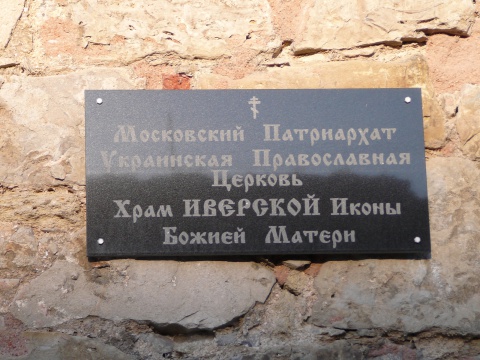 Московский Патриархат
Украинская Православная
Церковь
Храм ИВЕРСКОЙ Иконы
Божией Матери